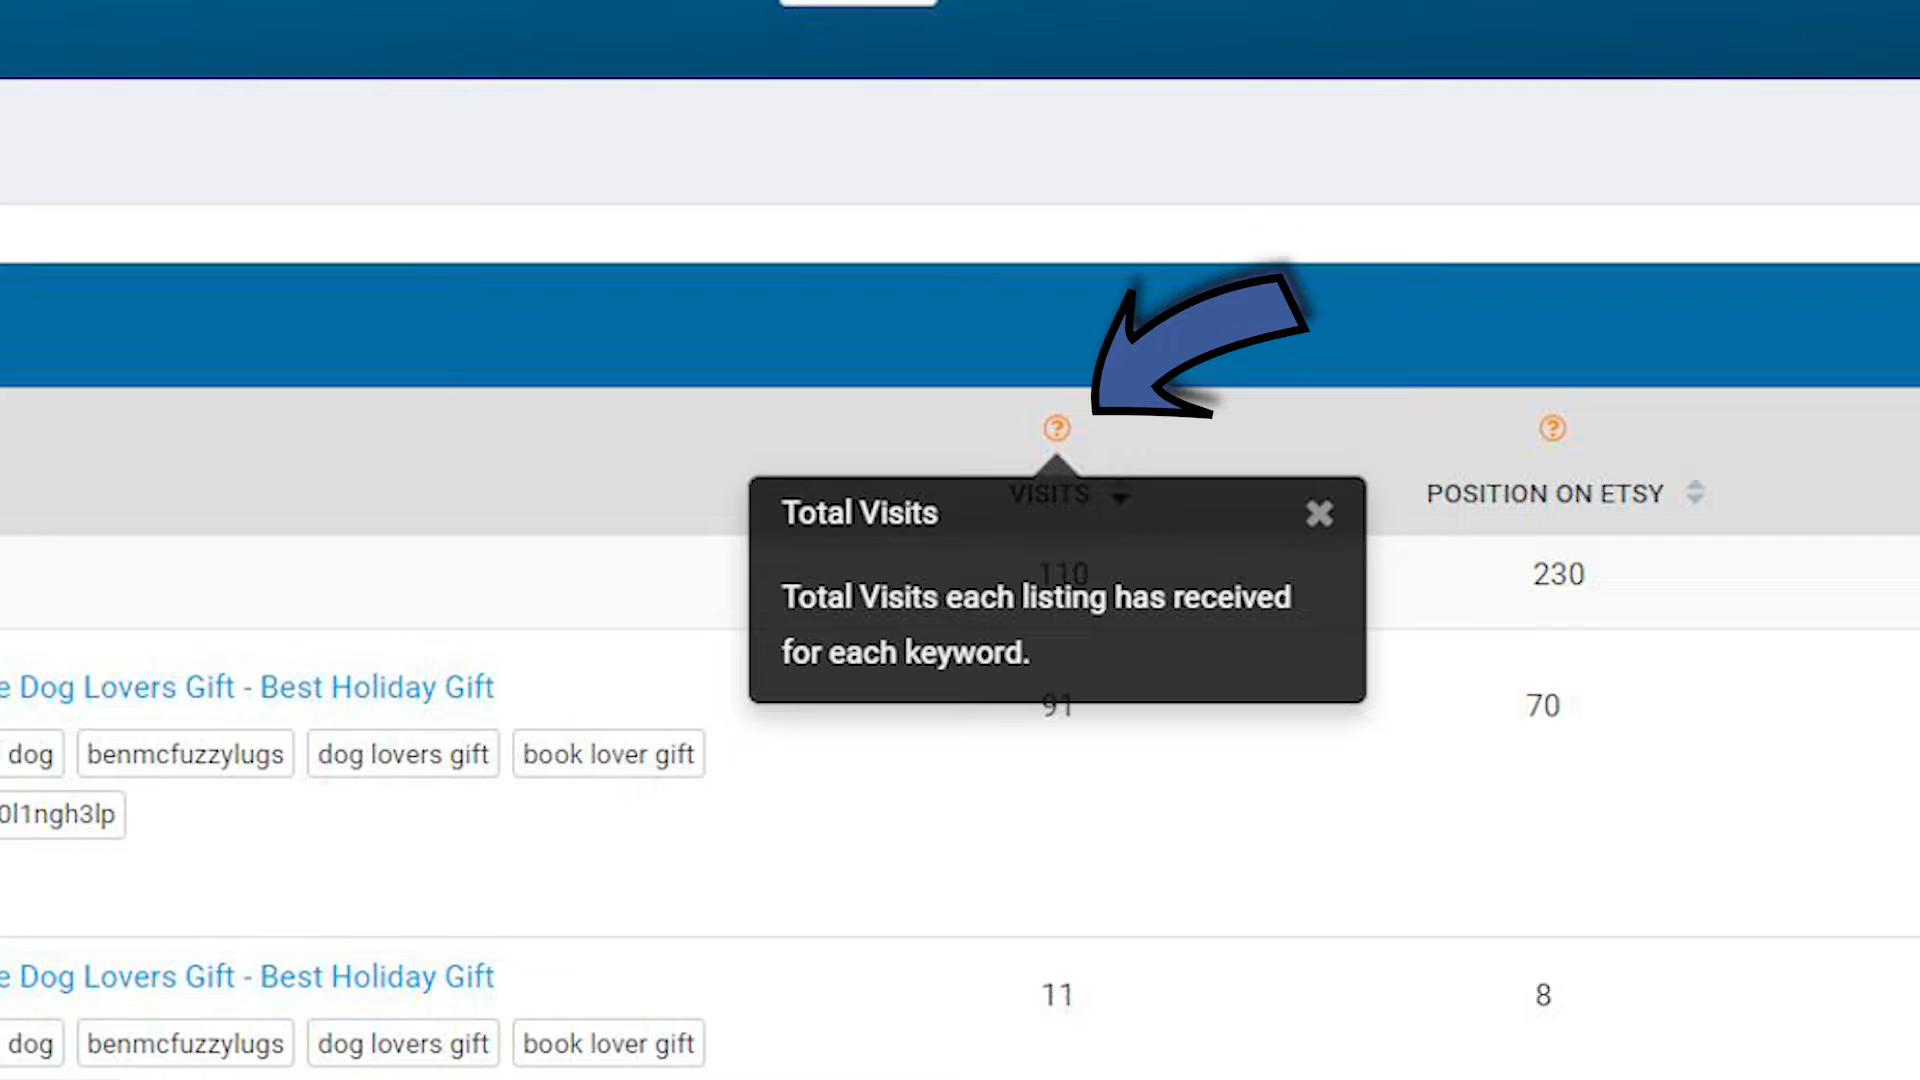 VISITS
POSITION ON ETSY
Total Visits
110
230
Total Visits each listing has received
for each keyword.
e Dog Lovers Gift - Best Holiday Gift
91
70
dog
benmcfuzzylugs
dog lovers gift
book lover gift
0l1ngh3lp
e Dog Lovers Gift - Best Holiday Gift
11
8
dog
benmcfuzzylugs
dog lovers gift
book lover gift